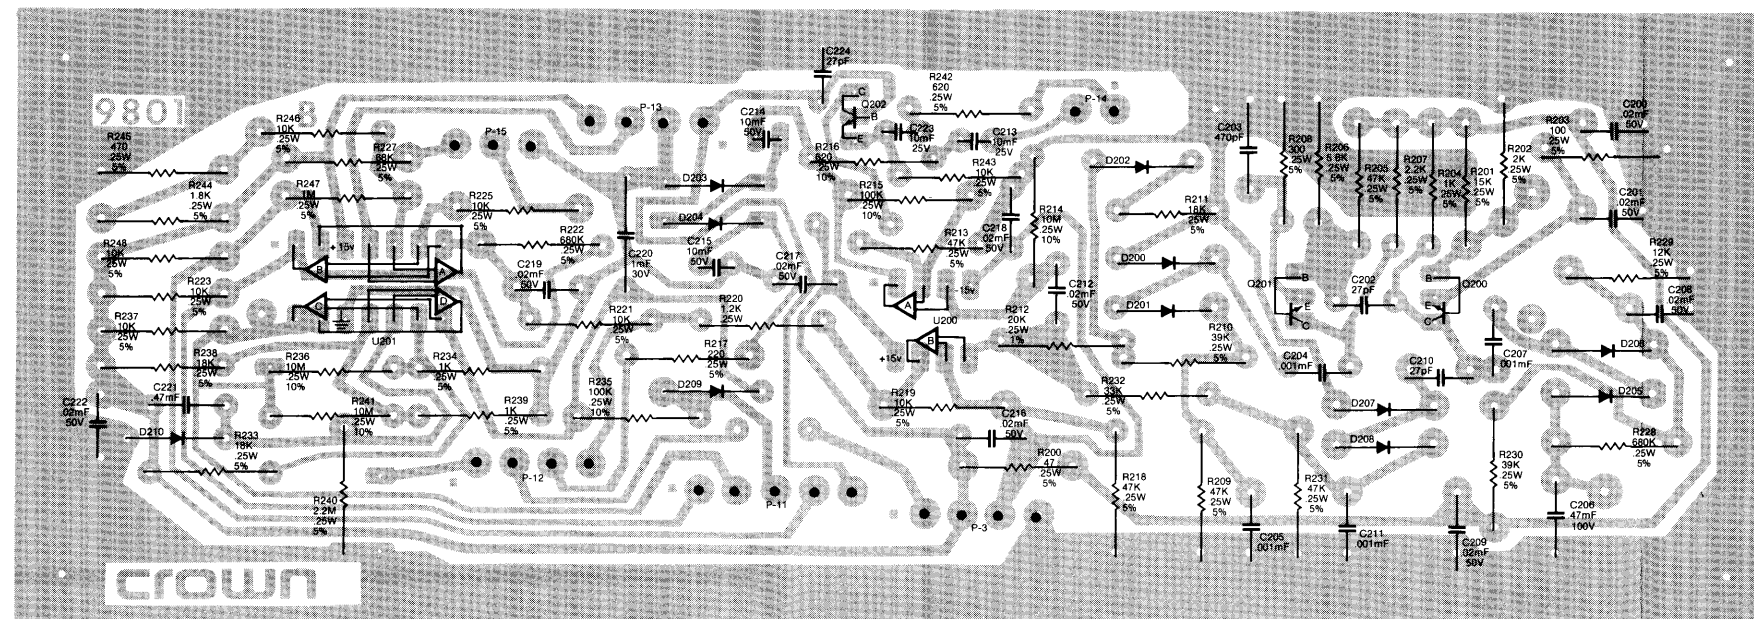 9801
C224
27pF
R242
620
.25W
5%
C
Q202
B
E
P-13
P-14
P-15
C214
10mF
50V
C223
10mF
25V
C213
10mF
25V
C203
470pF
C200
.02mF
50V
R246
10K
.25W
5%
R245
470
.25W
5%
R227
68K
.25W
5%
R216
820
.25W
10%
R243
10K
.25W
5%
D202
R208
300
.25W
5%
R206
.25W
5%
R205
47K
.25W
5%
R207
2.2K
.25W
5%
R204
1K
.25W
5%
R201
15K
.25W
5%
R202
2K
.25W
5%
R203
100
.25W
5%
R244
1.8K
.25W
5%
R247
1M
.25W
5%
R225
10K
.25W
5%
D203
D204
R215
100K
.25W
10%
C218
.02mF
50V
R214
10M
.25W
10%
R211
18K
.25W
C201
.02mF
50V
R248
10K
.25W
5%
+15v
B
A
D
U201
R222
680K
.25W
5%
C219
.02mF
50V
C220
1mF
30V
C215
10mF
50V
C217
.02mF
50V
R213
47K
.25W
5%
D200
C212
.02mF
50V
D201
Q201
B
E
C
C202
27pF
Q200
B
E
C
R229
12K
.25W
5%
.02mF
50V
R223
10K
.25W
5%
R237
10K
.25W
5%
R221
10K
.25W
5%
R220
1.2K
.25W
-15v
A
U200
B
+15v
R212
20K
.25W
1%
R210
39K
.25W
5%
C207
.001mF
R238
18K
.25W
5%
R236
10M
.25W
10%
R234
1K
.25W
5%
R217
220
.25W
5%
D209
C204
.001mF
C210
27pF
D205
C221
.47mF
C222
.02mF
50V
R241
10M
.25W
10%
R239
1K
.25W
5%
R235
100K
.25W
10%
R219
10K
.25W
5%
C216
.02mF
50V
R232
33K
.25W
5%
D207
D208
D210
R233
18K
.25W
5%
R200
47
.25W
5%
R228
680K
.25W
5%
R230
39K
.25W
5%
P-12
P-11
P-3
R240
2.2M
.25W
5%
R218
47K
.25W
5%
R209
47K
.25W
5%
R231
47K
.25W
5%
C205
.001mF
C211
.001mF
C209
.02mF
50V
C206
.47mF
100V
crown